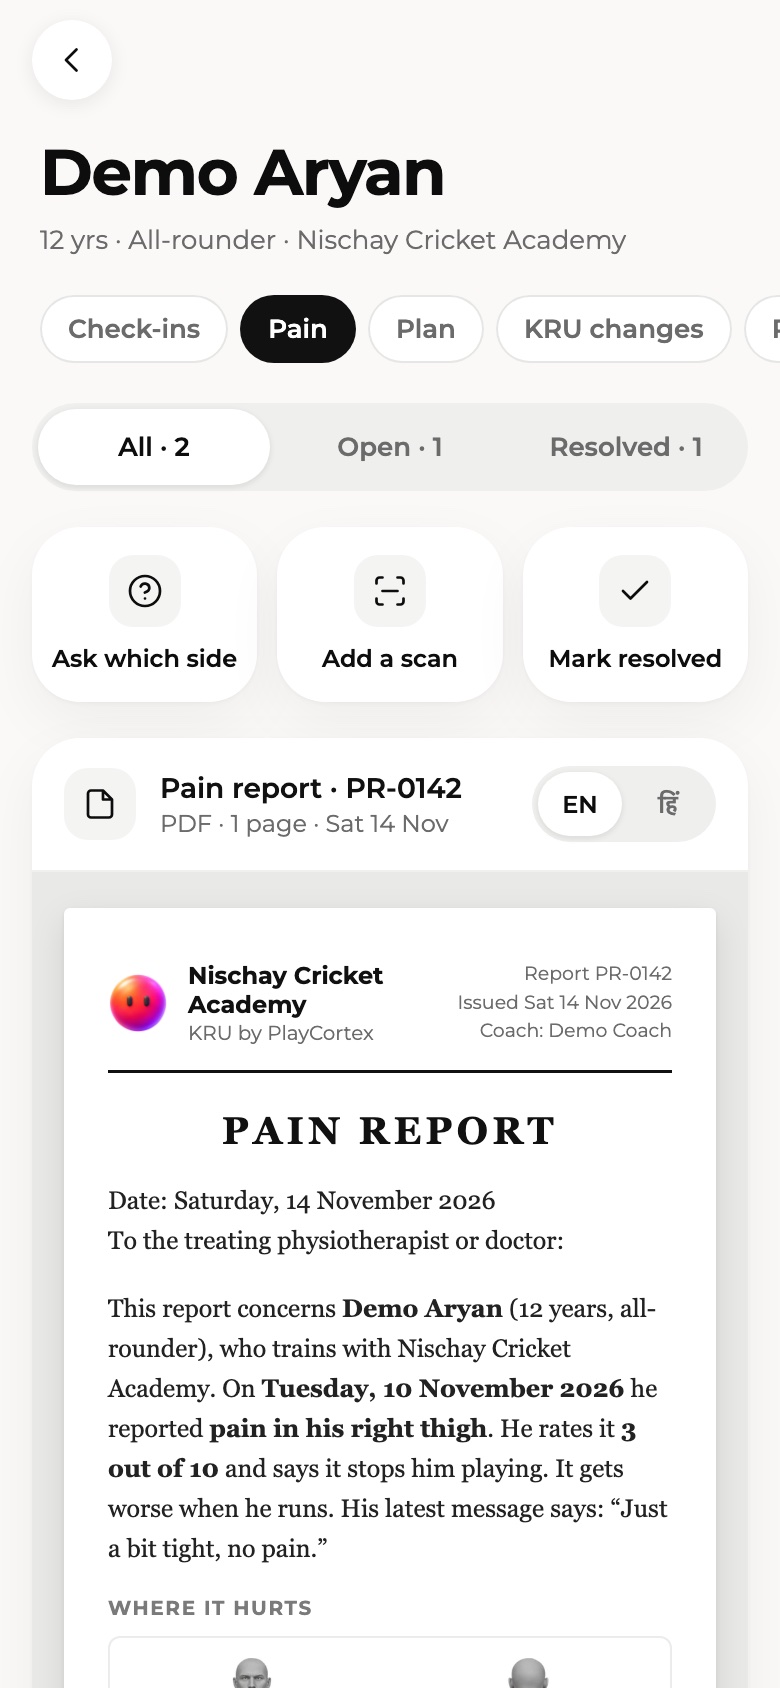 Demo Aryan
12 yrs · All-rounder · Nischay Cricket Academy
Check-ins
Pain
Plan
KRU changes
All · 2
Open · 1
Resolved · 1
Ask which side
Add a scan
Mark resolved
Pain report · PR-0142
PDF · 1 page · Sat 14 Nov
EN
हिं
Nischay Cricket
Academy
KRU by PlayCortex
Report PR-0142
Issued Sat 14 Nov 2026
Coach: Demo Coach
PAIN REPORT
Date: Saturday, 14 November 2026
To the treating physiotherapist or doctor:
This report concerns Demo Aryan (12 years, all-
rounder), who trains with Nischay Cricket
Academy. On Tuesday, 10 November 2026 he
reported pain in his right thigh. He rates it 3
out of 10 and says it stops him playing. It gets
worse when he runs. His latest message says: “Just
a bit tight, no pain.”
WHERE IT HURTS